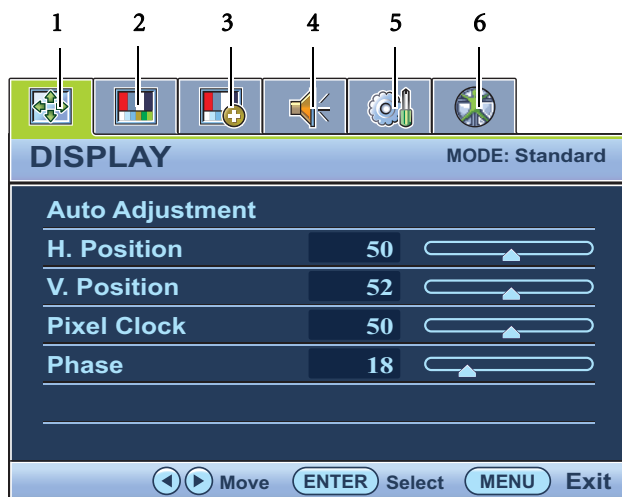 1 2 3 4 5 6
DISPLAY MODE: Standard
Auto Adjustment
H. Position 50
V. Position 52
Pixel Clock 50
Phase 18
Move ENTER Select MENU Exit